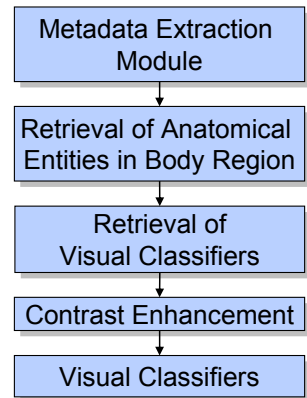 Metadata Extraction
Module
Retrieval of Anatomical
Entities in Body Region
Retrieval of
Visual Classifiers
Contrast Enhancement
Visual Classifiers